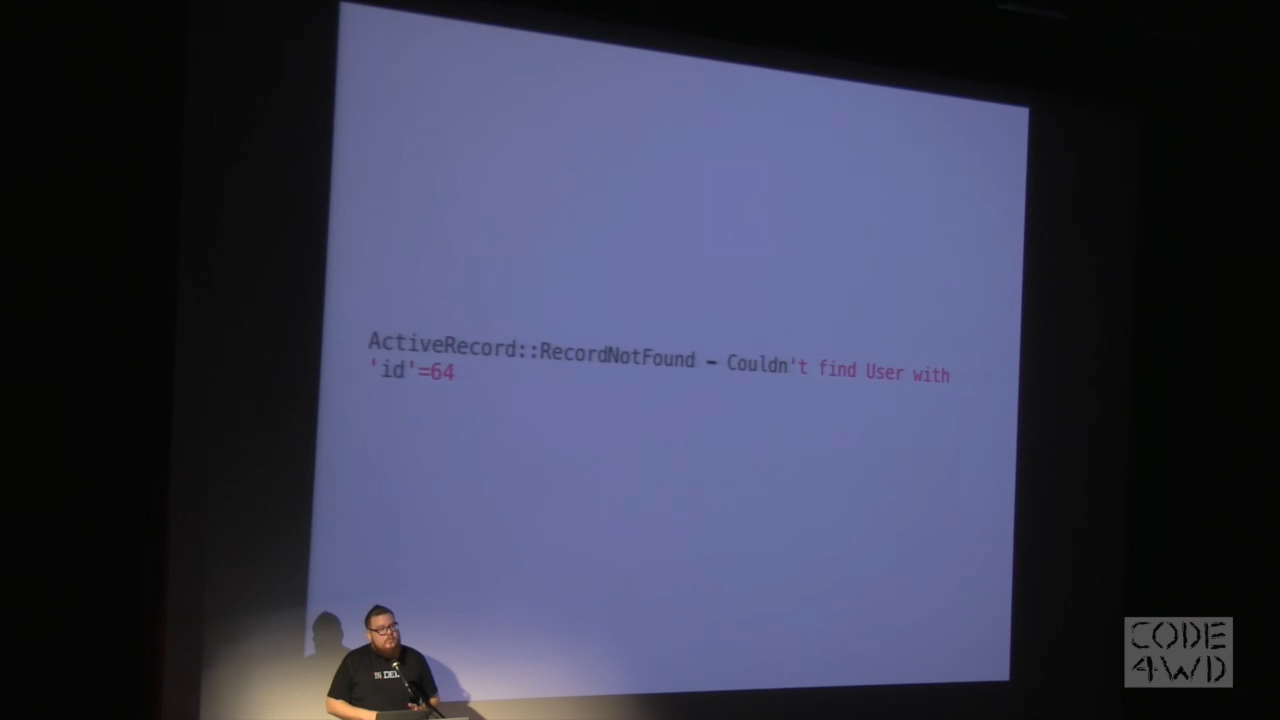 ActiveRecord::RecordNotFound - Couldn't find User with
'id'=64
CODE
4WD